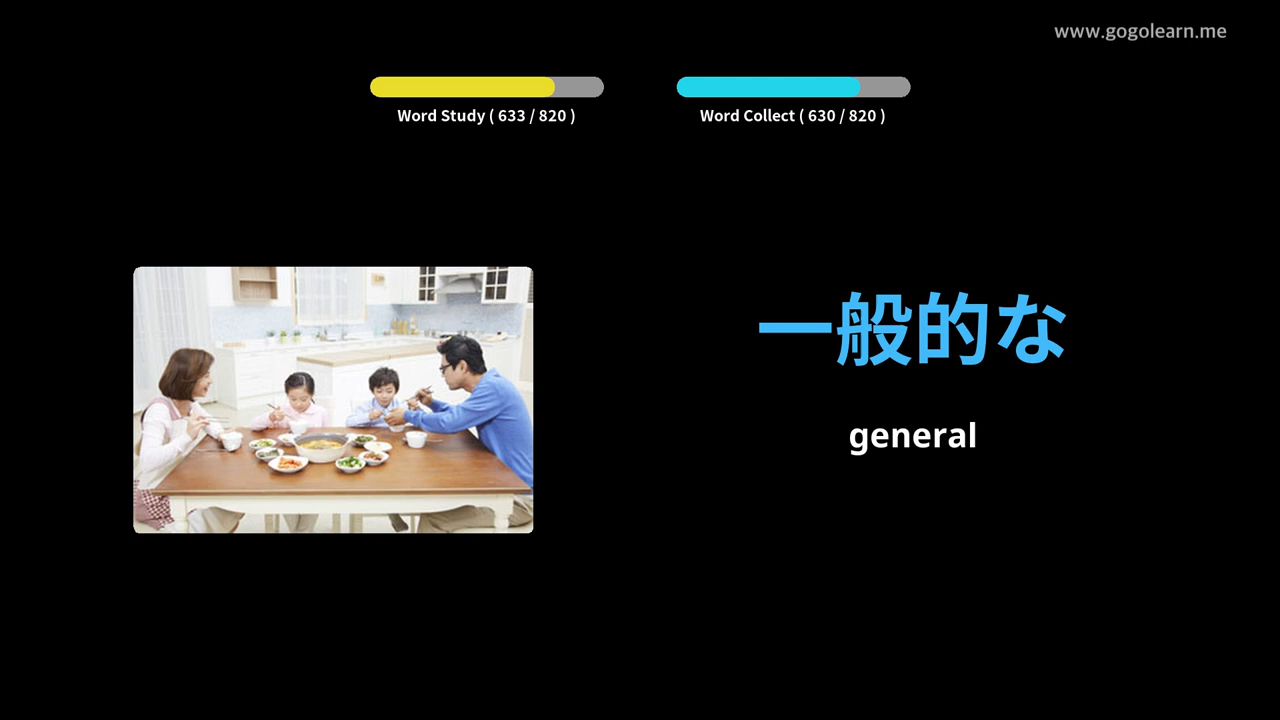 www.gogolearn.me
Word Study ( 633 / 820 )
Word Collect ( 630 / 820 )
一般的な
general